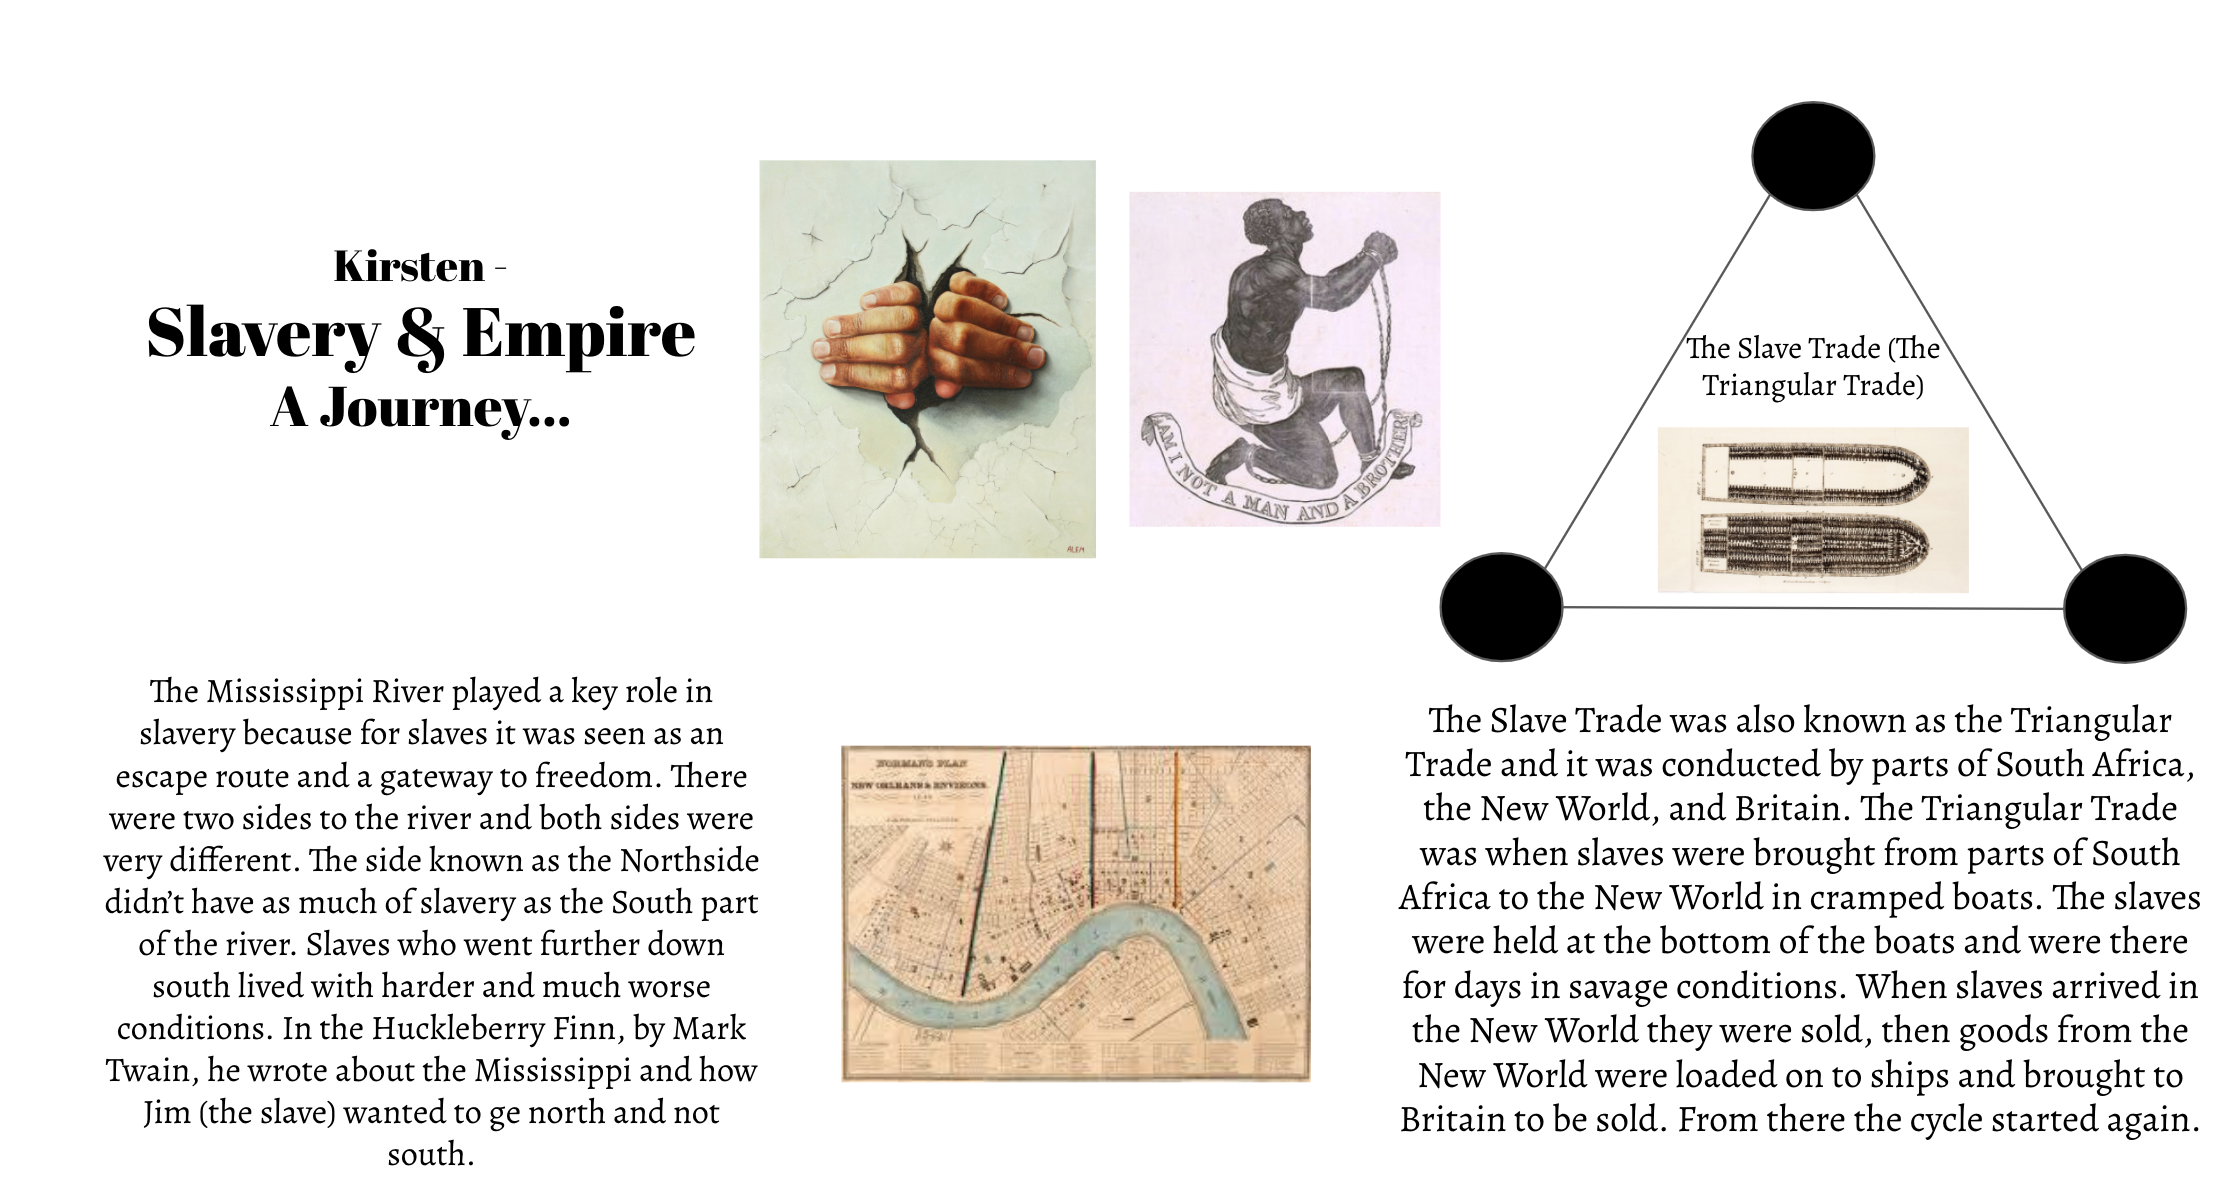 Kirsten -
Slavery & Empire
A Journey...
ALEM
AM I NOT A MAN AND A BROTHER
The Slave Trade (The
Triangular Trade)
The Mississippi River played a key role in
slavery because for slaves it was seen as an
escape route and a gateway to freedom. There
were two sides to the river and both sides were
very different. The side known as the Northside
didn’t have as much of slavery as the South part
of the river. Slaves who went further down
south lived with harder and much worse
conditions. In the Huckleberry Finn, by Mark
Twain, he wrote about the Mississippi and how
Jim (the slave) wanted to ge north and not
south.
NORMAN'S PLAN
NEW ORLEANS & ENVIRONS
The Slave Trade was also known as the Triangular
Trade and it was conducted by parts of South Africa,
the New World, and Britain. The Triangular Trade
was when slaves were brought from parts of South
Africa to the New World in cramped boats. The slaves
were held at the bottom of the boats and were there
for days in savage conditions. When slaves arrived in
the New World they were sold, then goods from the
New World were loaded on to ships and brought to
Britain to be sold. From there the cycle started again.